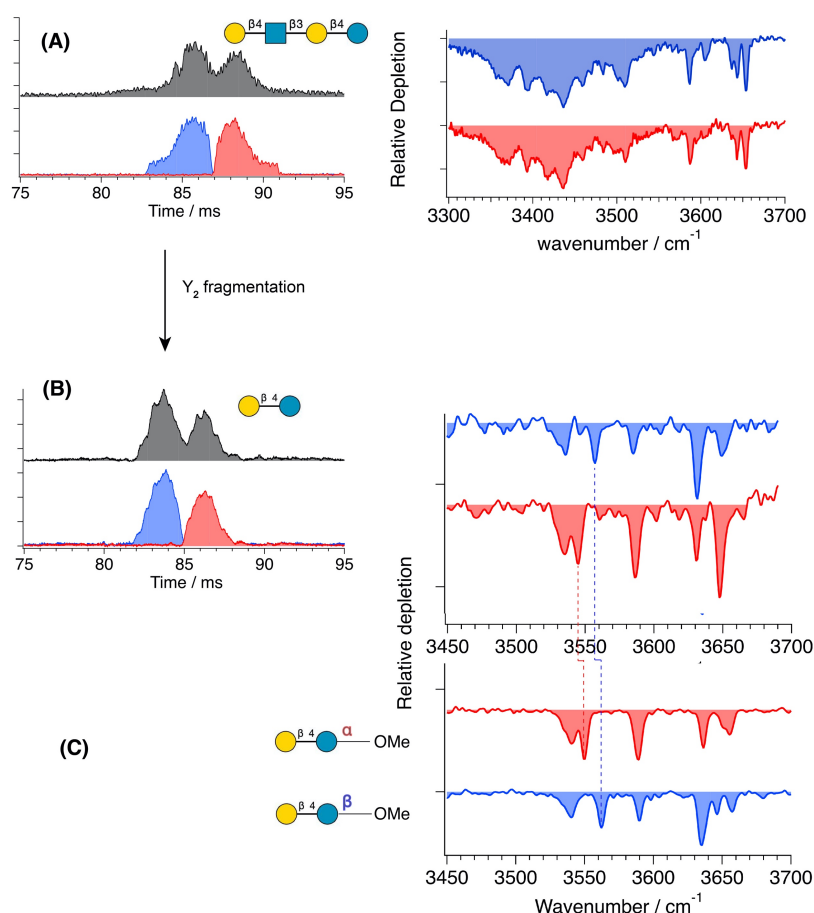 (A)
β4 β3 β4
75 80 85 90 95
Time / ms
Relative Depletion
3300 3400 3500 3600 3700
wavenumber / cm-1
Y2 fragmentation
(B)
β 4
75 80 85 90 95
Time / ms
Relative depletion
3450 3500 3550 3600 3650 3700
(C)
β 4 α OMe
β 4 β OMe
3450 3500 3550 3600 3650 3700
Wavenumber / cm-1